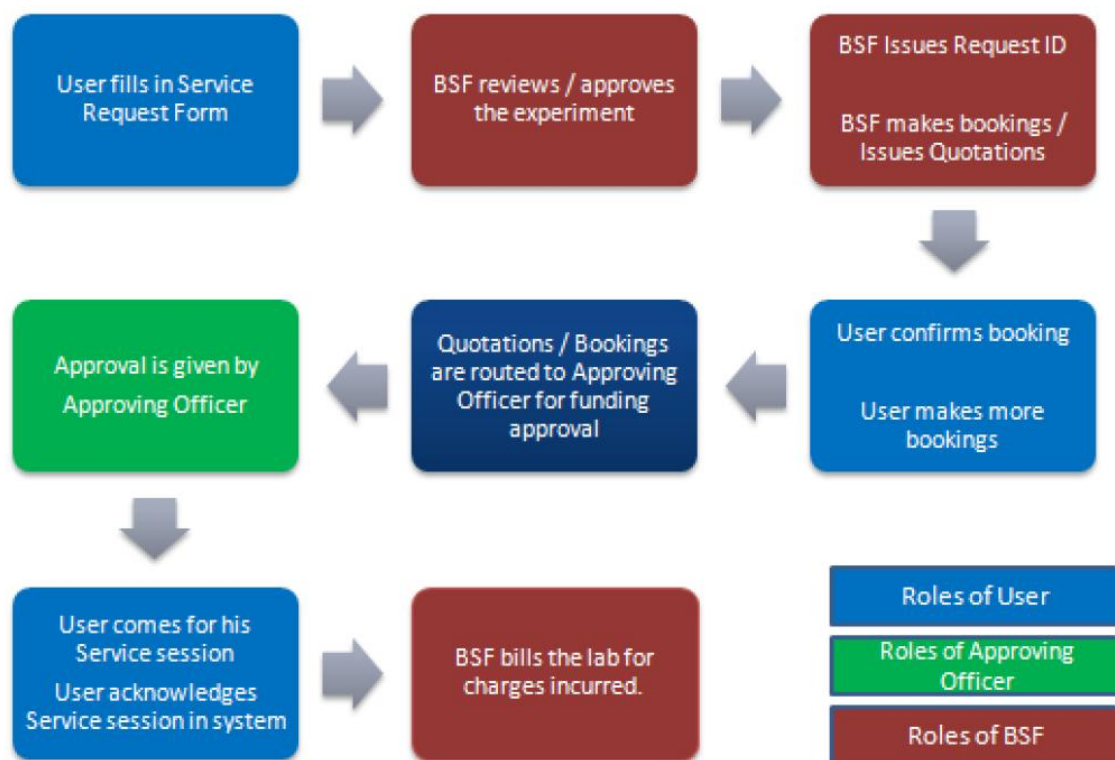 User fills in Service
Request Form
BSF reviews / approves
the experiment
BSF Issues Request ID
BSF makes bookings /
Issues Quotations
User confirms booking
User makes more
bookings
Quotations / Bookings
are routed to Approving
Officer for funding
approval
Approval is given by
Approving Officer
User comes for his
Service session
User acknowledges
Service session in system
BSF bills the lab for
charges incurred.
Roles of User
Roles of Approving
Officer
Roles of BSF